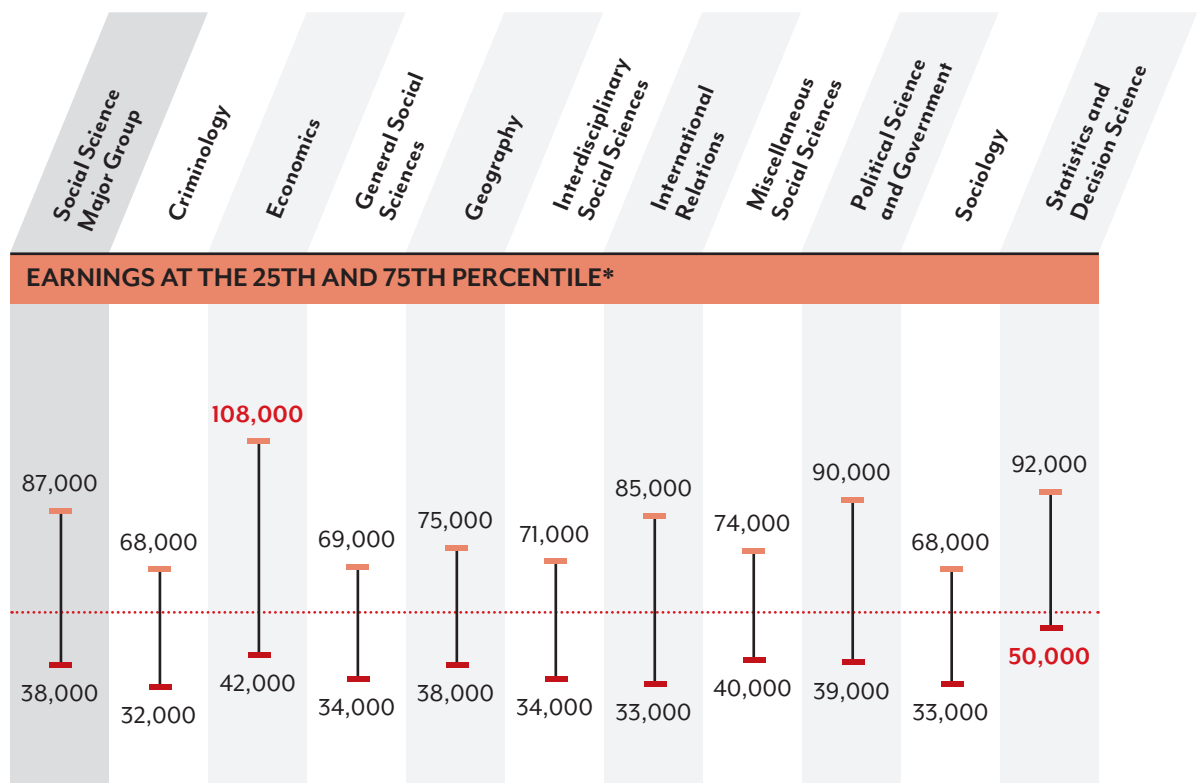 Social Science
Major Group
Criminology
Economics
General Social
Sciences
Geography
Interdisciplinary
Social Sciences
International
Relations
Miscellaneous
Social Sciences
Political Science
and Government
Sociology
Statistics and
Decision Science
EARNINGS AT THE 25TH AND 75TH PERCENTILE*
87,000
68,000
108,000
69,000
75,000
71,000
85,000
74,000
90,000
68,000
92,000
38,000
32,000
42,000
34,000
38,000
34,000
33,000
40,000
39,000
33,000
50,000